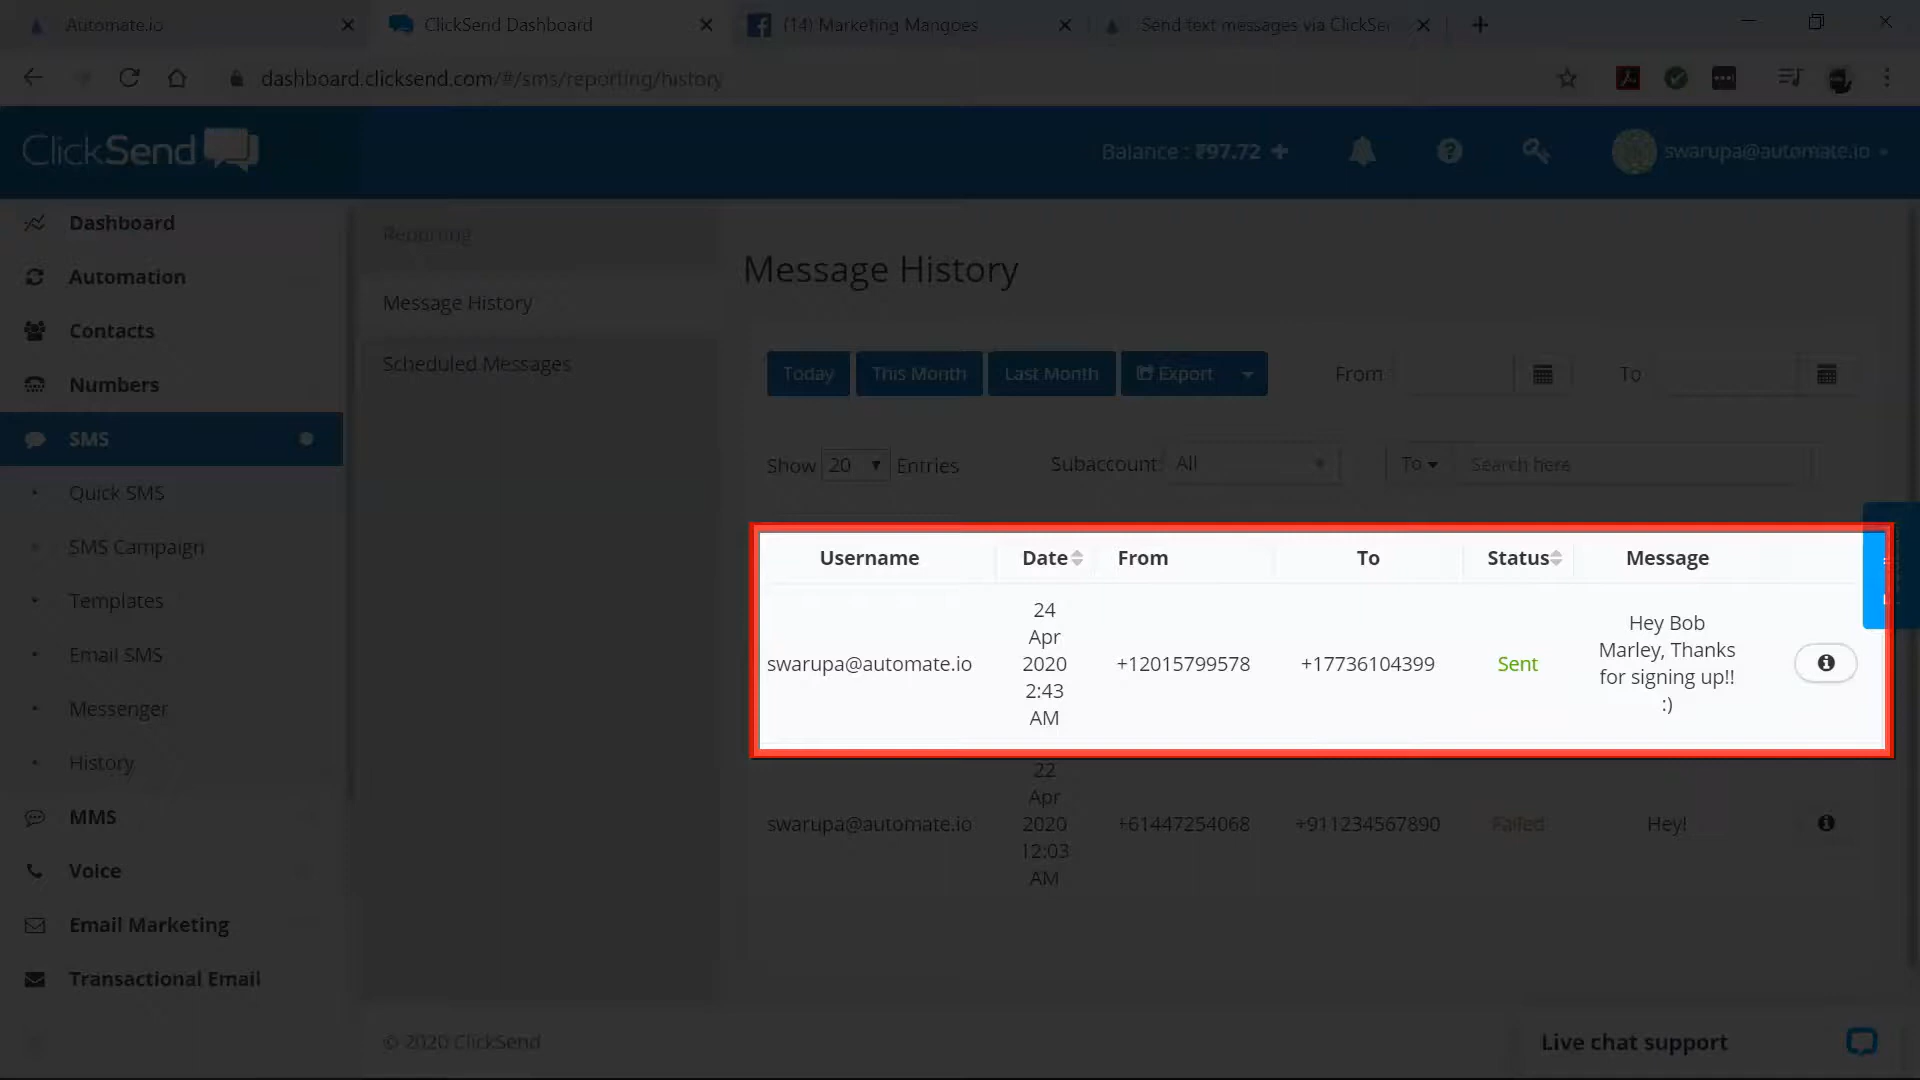 Automate.io
ClickSend Dashboard
(14) Marketing Mangoes
Send text messages via ClickSen
dashboard.clicksend.com/#/sms/reporting/history
ClickSend
Balance : ₹97.72 +
swarupa@automate.io
Dashboard
Automation
Contacts
Numbers
SMS
Quick SMS
SMS Campaign
Templates
Email SMS
Messenger
History
MMS
Voice
Email Marketing
Transactional Email
Reporting
Message History
Scheduled Messages
Message History
Today
This Month
Last Month
Export
From
To
Show 20 Entries
Subaccount: All
To
Search here
Username
Date
From
To
Status
Message
swarupa@automate.io
24
Apr
2020
2:43
AM
+12015799578
+17736104399
Sent
Hey Bob
Marley, Thanks
for signing up!!
:)
swarupa@automate.io
22
Apr
2020
12:03
AM
+61447254068
+911234567890
Failed
Hey!
© 2020 ClickSend
Live chat support